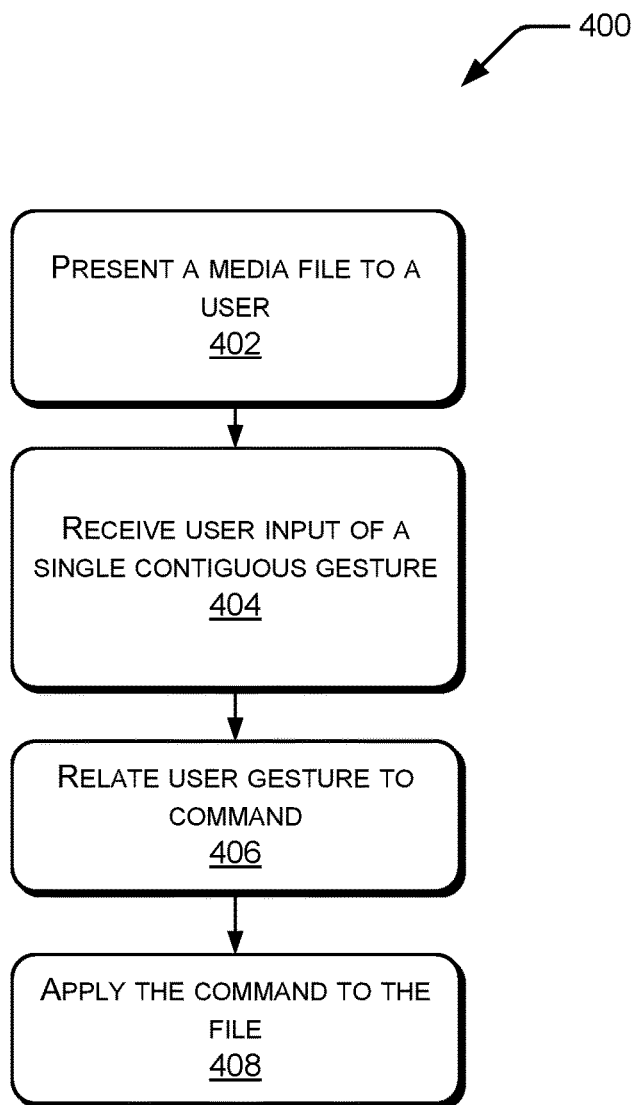 400
PRESENT A MEDIA FILE TO A
USER
402
RECEIVE USER INPUT OF A
SINGLE CONTIGUOUS GESTURE
404
RELATE USER GESTURE TO
COMMAND
406
APPLY THE COMMAND TO THE
FILE
408